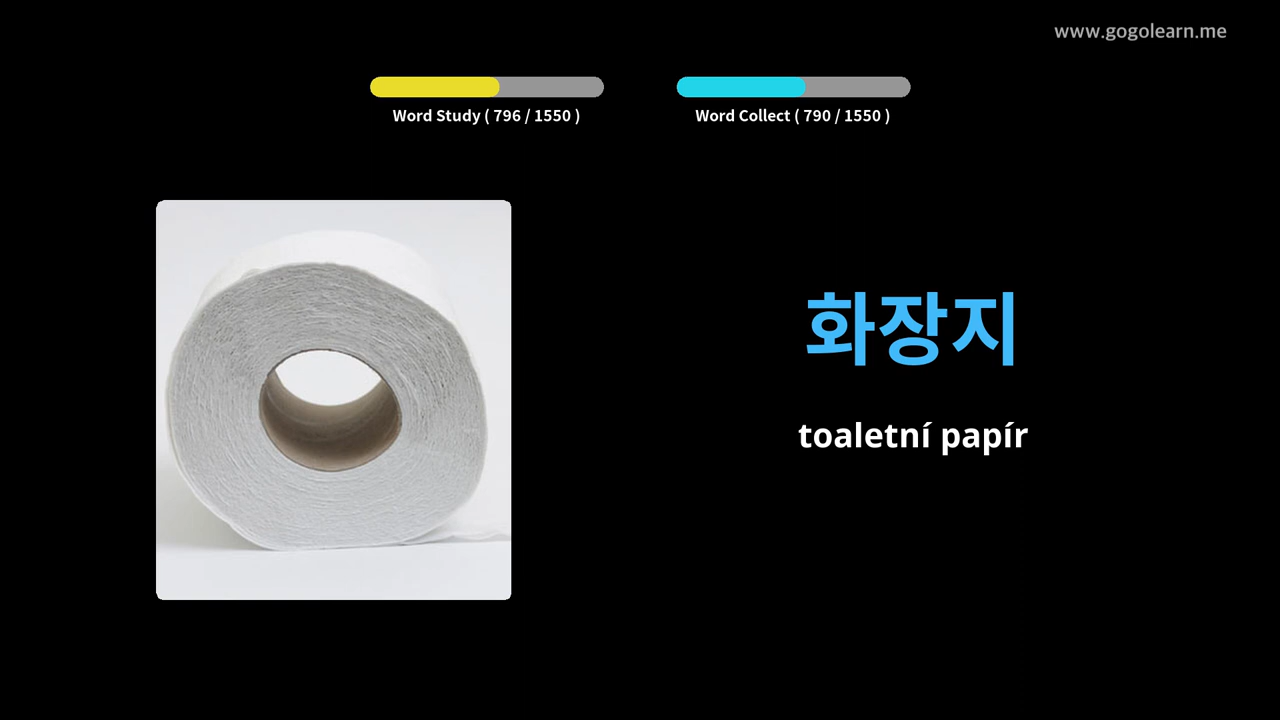 www.gogolearn.me
Word Study ( 796 / 1550 )
Word Collect ( 790 / 1550 )
화장지
toaletní papír